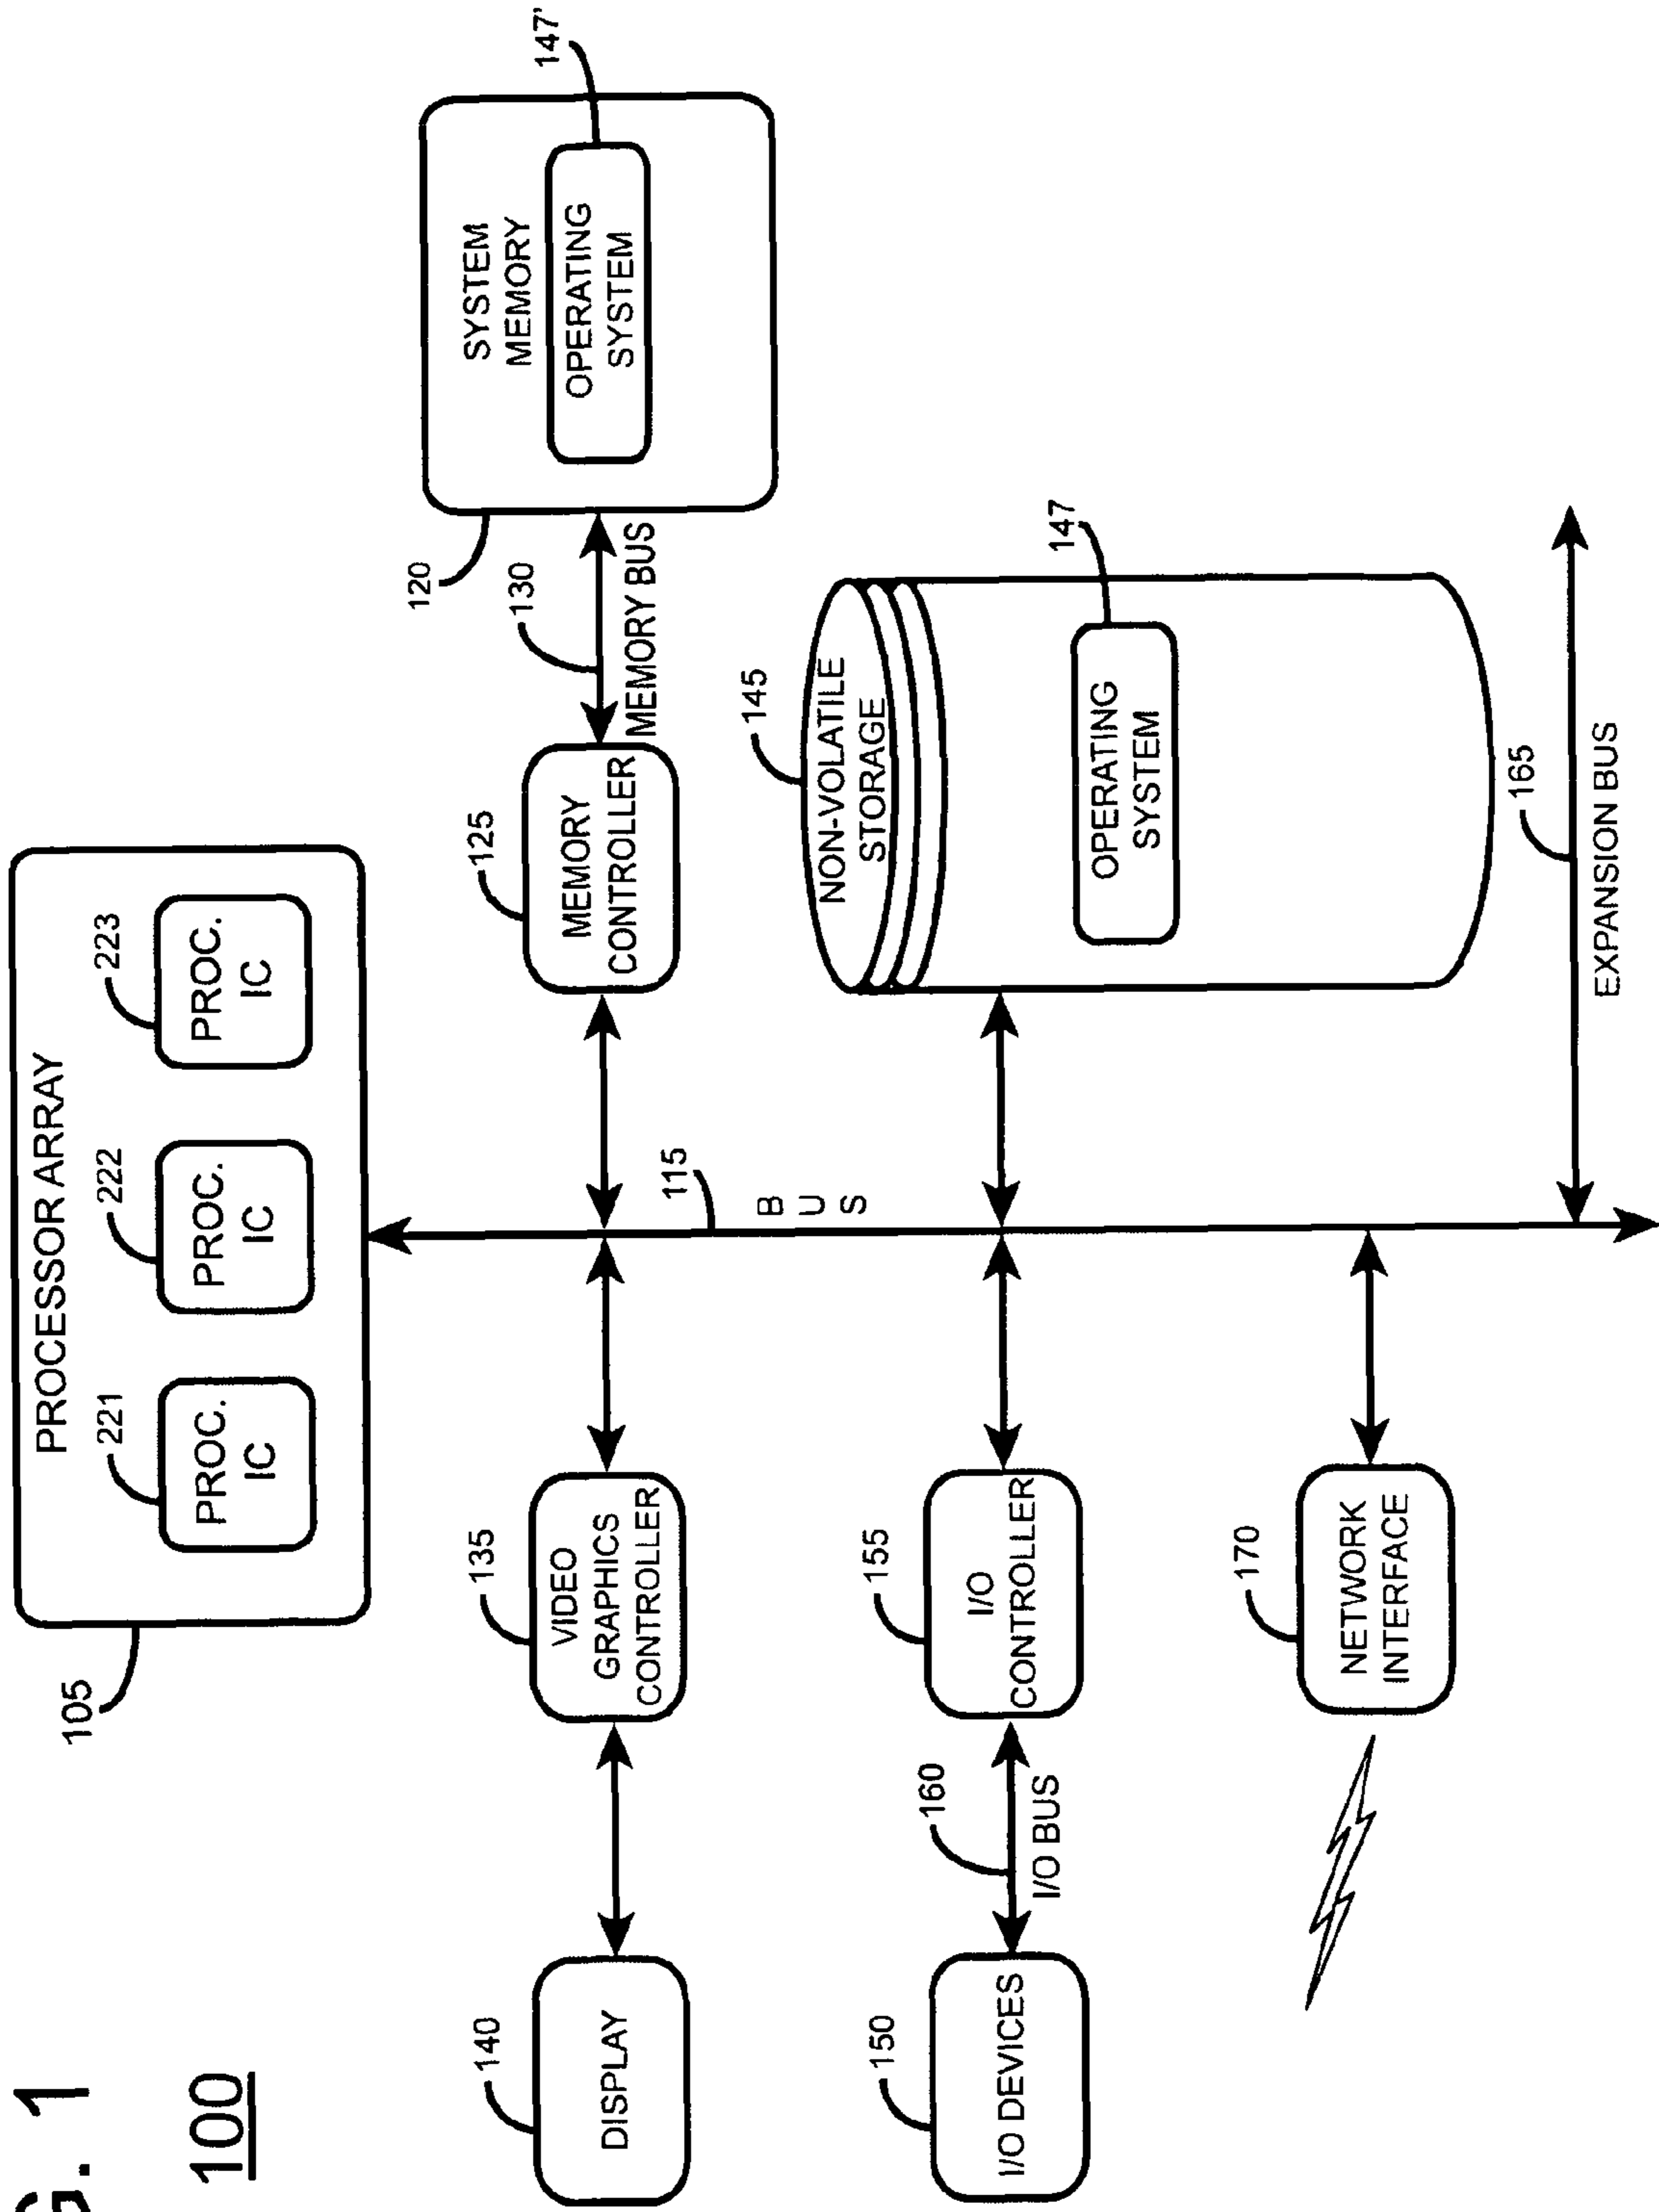 G. 1
100
105
PROCESSOR ARRAY
221
222
223
PROC.
IC
PROC.
IC
PROC.
IC
140
DISPLAY
135
VIDEO
GRAPHICS
CONTROLLER
115
B
U
S
125
MEMORY
CONTROLLER
130
MEMORY BUS
120
SYSTEM
MEMORY
OPERATING
SYSTEM
147'
150
I/O DEVICES
160
I/O BUS
155
I/O
CONTROLLER
145
NON-VOLATILE
STORAGE
OPERATING
SYSTEM
147
170
NETWORK
INTERFACE
165
EXPANSION BUS